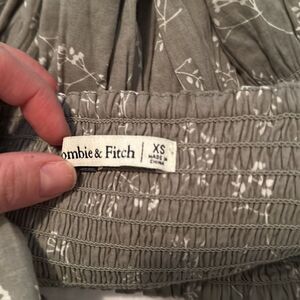 ombie & Fitch
XS
MADE IN
CHINA